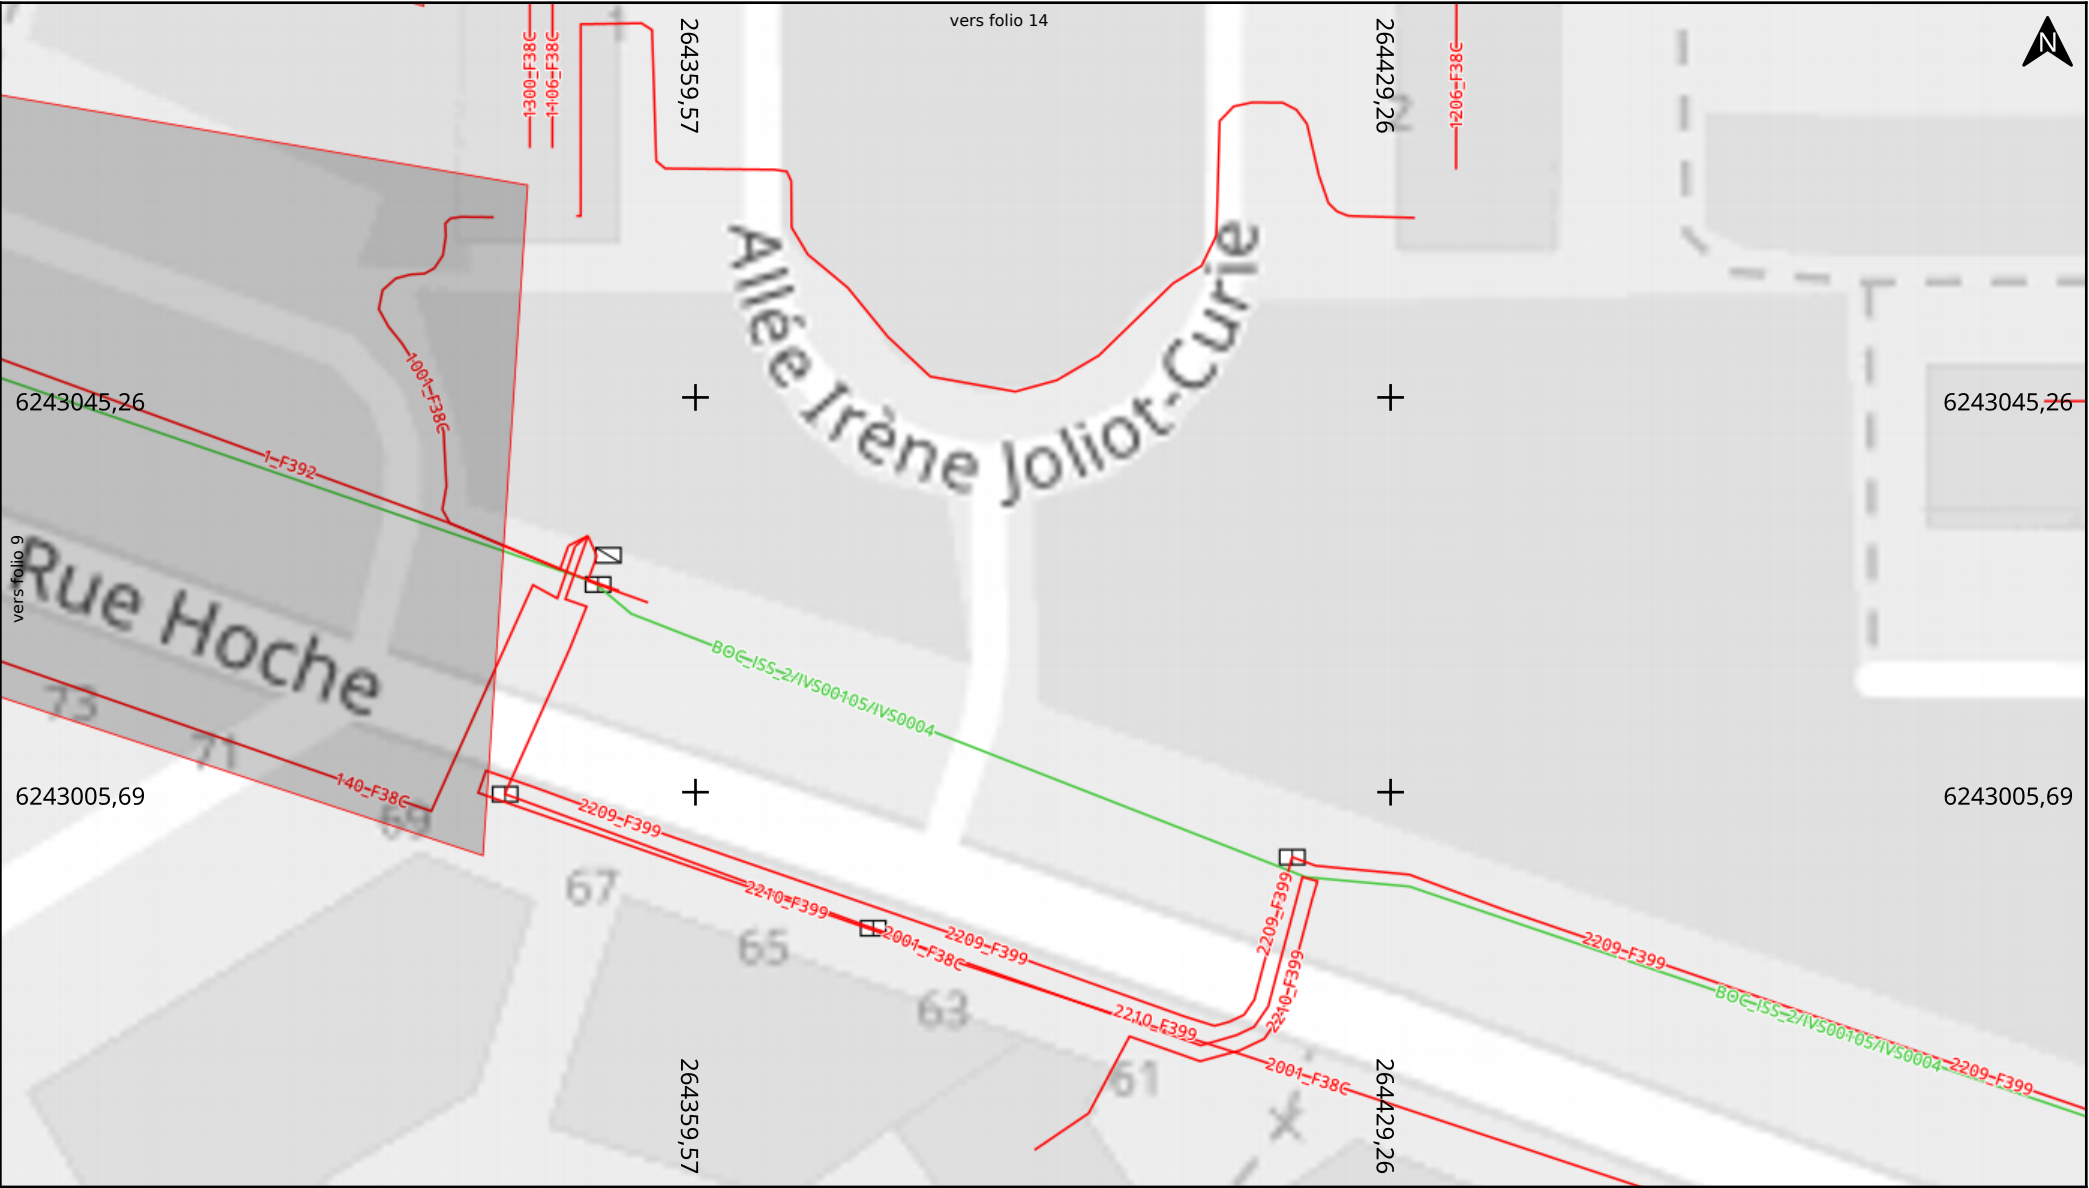 vers folio 14
N
1300_F38C
1106_F38C
264359,57
264429,26
1206_F38C
2
Allée Irène Joliot-Curie
1001_F38C
6243045,26
6243045,26
1_F392
vers folio 9
Rue Hoche
BOC_ISS_2/IVS00105/IVS0004
73
71
140_F38C
69
6243005,69
6243005,69
2209_F399
67
2210_F399
65
2001_F38C
2209_F399
63
2210_F399
2209_F399
2210_F399
61
2001_F38C
2209_F399
BOC_ISS_2/IVS00105/IVS0004
2209_F399
264359,57
264429,26